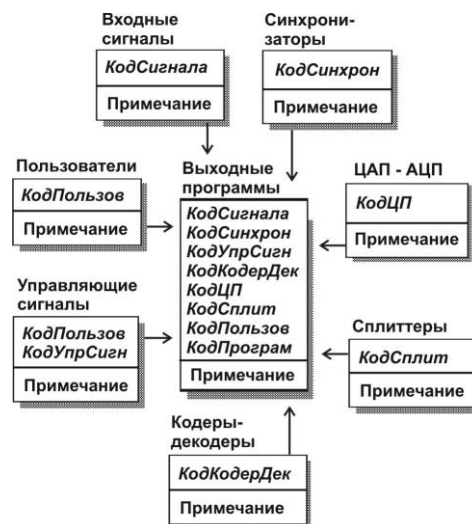 Входные
сигналы
КодСигнала
Примечание
Синхрони-
заторы
КодСинхрон
Примечание
Пользователи
КодПользов
Примечание
Выходные
программы
КодСигнала
КодСинхрон
КодУпрСигн
КодКодерДек
КодЦП
КодСплит
КодПользов
КодПрограм
Примечание
ЦАП - АЦП
КодЦП
Примечание
Управляющие
сигналы
КодПользов
КодУпрСигн
Примечание
Сплиттеры
КодСплит
Примечание
Кодеры-
декодеры
КодКодерДек
Примечание